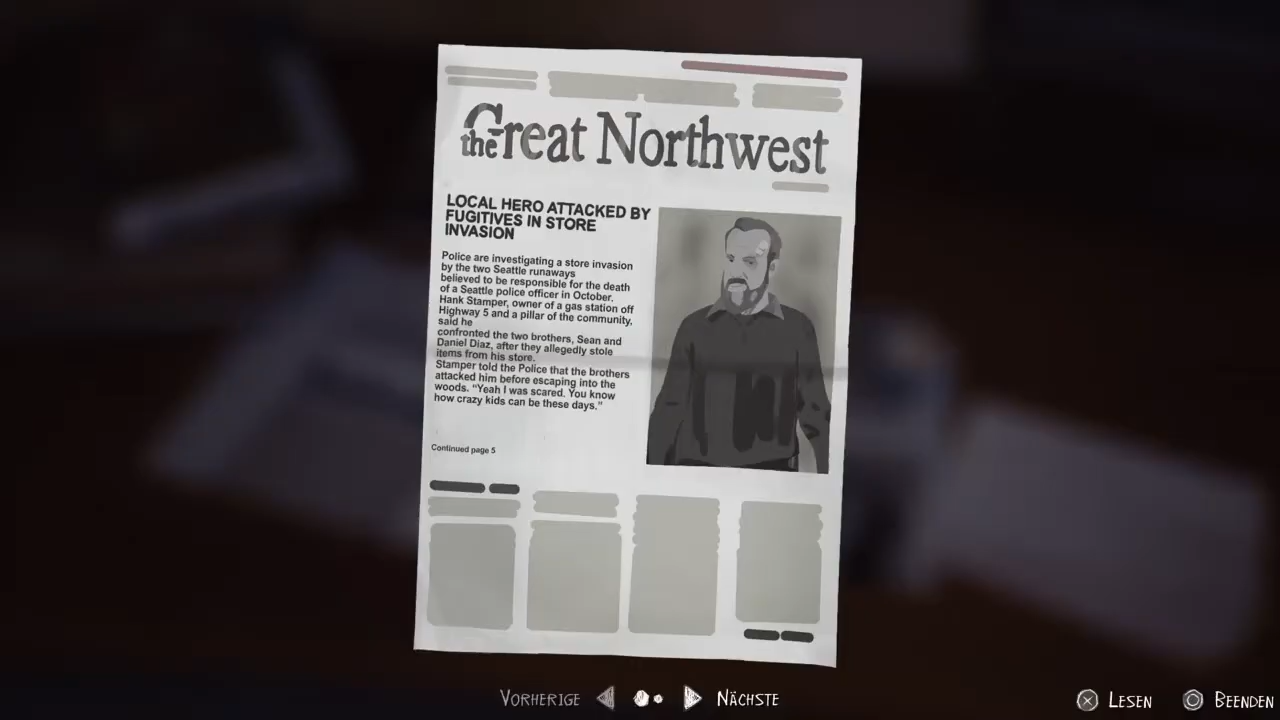 the Great Northwest
LOCAL HERO ATTACKED BY
FUGITIVES IN STORE
INVASION
Police are investigating a store invasion
by the two Seattle runaways
believed to be responsible for the death
of a Seattle police officer in October.
Hank Stamper, owner of a gas station off
Highway 5 and a pillar of the community,
said he
confronted the two brothers, Sean and
Daniel Diaz, after they allegedly stole
items from his store.
Stamper told the Police that the brothers
attacked him before escaping into the
woods. “Yeah I was scared. You know
how crazy kids can be these days.”
Continued page 5
VORHERIGE
NÄCHSTE
LESEN
BEENDEN